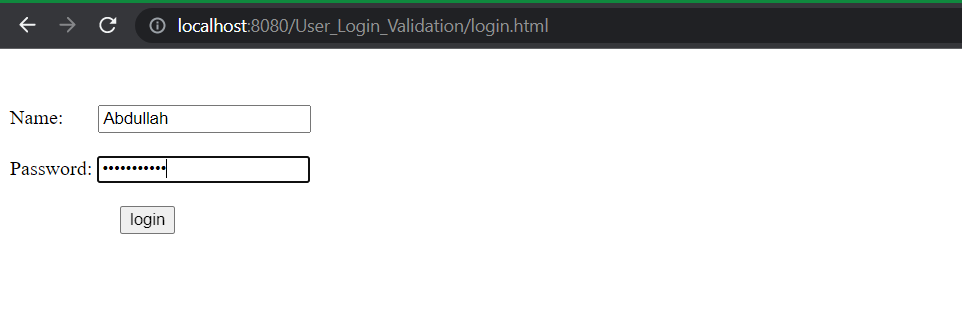 localhost:8080/User_Login_Validation/login.html
Name: Abdullah
Password: •••••••••••
login